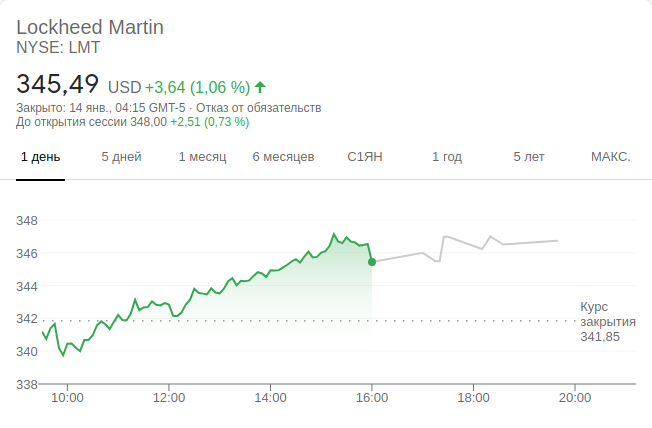 Lockheed Martin
NYSE: LMT
345,49 USD +3,64 (1,06 %)
Закрыто: 14 янв., 04:15 GMT-5 · Отказ от обязательств
До открытия сессии 348,00 +2,51 (0,73 %)
1 день 5 дней 1 месяц 6 месяцев С1ЯН 1 год 5 лет МАКС.
348
346
344
342
340
338
Курс
закрытия
341,85
10:00 12:00 14:00 16:00 18:00 20:00